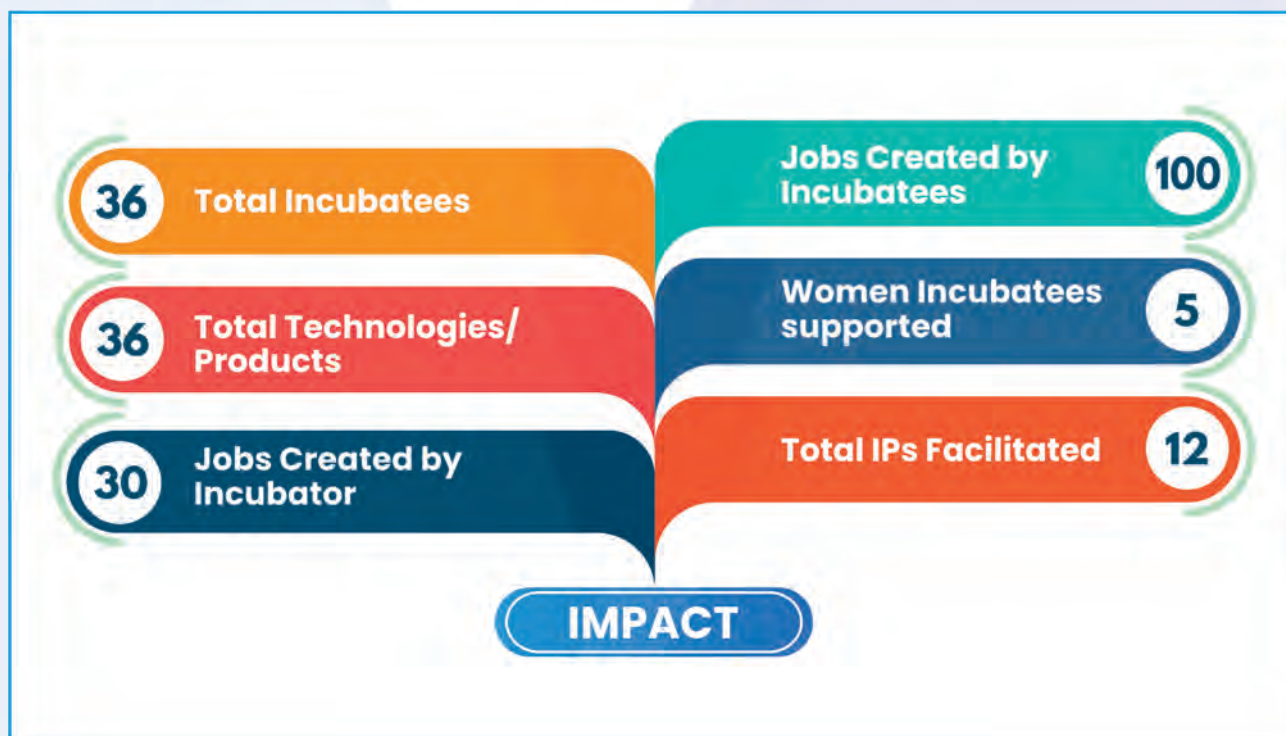 36
Total Incubatees
36
Total Technologies/
Products
30
Jobs Created by
Incubator
Jobs Created by
Incubatees
100
Women Incubatees
supported
5
Total IPs Facilitated
12
IMPACT